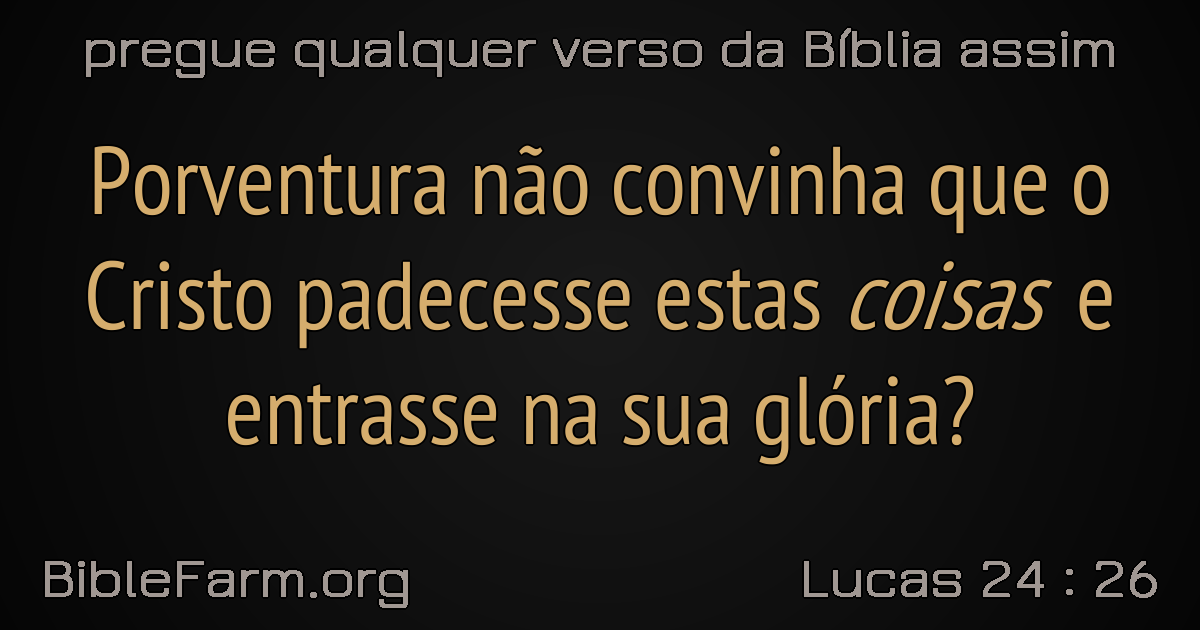 pregue qualquer verso da Bíblia assim
Porventura não convinha que o
Cristo padecesse estas coisas e
entrasse na sua glória?
BibleFarm.org
Lucas 24 : 26